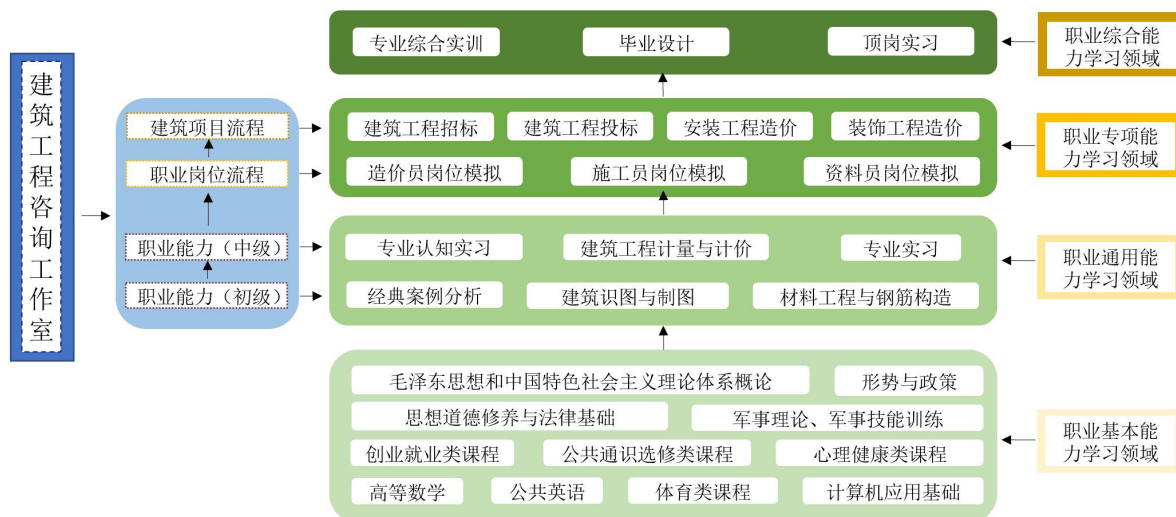 建筑工程咨询工作室
建筑项目流程
职业岗位流程
职业能力（中级）
职业能力（初级）
专业综合实训
毕业设计
顶岗实习
职业综合能
力学习领域
建筑工程招标
建筑工程投标
安装工程造价
装饰工程造价
造价员岗位模拟
施工员岗位模拟
资料员岗位模拟
职业专项能
力学习领域
专业认知实习
建筑工程计量与计价
专业实习
经典案例分析
建筑识图与制图
材料工程与钢筋构造
职业通用能
力学习领域
毛泽东思想和中国特色社会主义理论体系概论
形势与政策
思想道德修养与法律基础
军事理论、军事技能训练
创业就业类课程
公共通识选修类课程
心理健康类课程
高等数学
公共英语
体育类课程
计算机应用基础
职业基本能
力学习领域